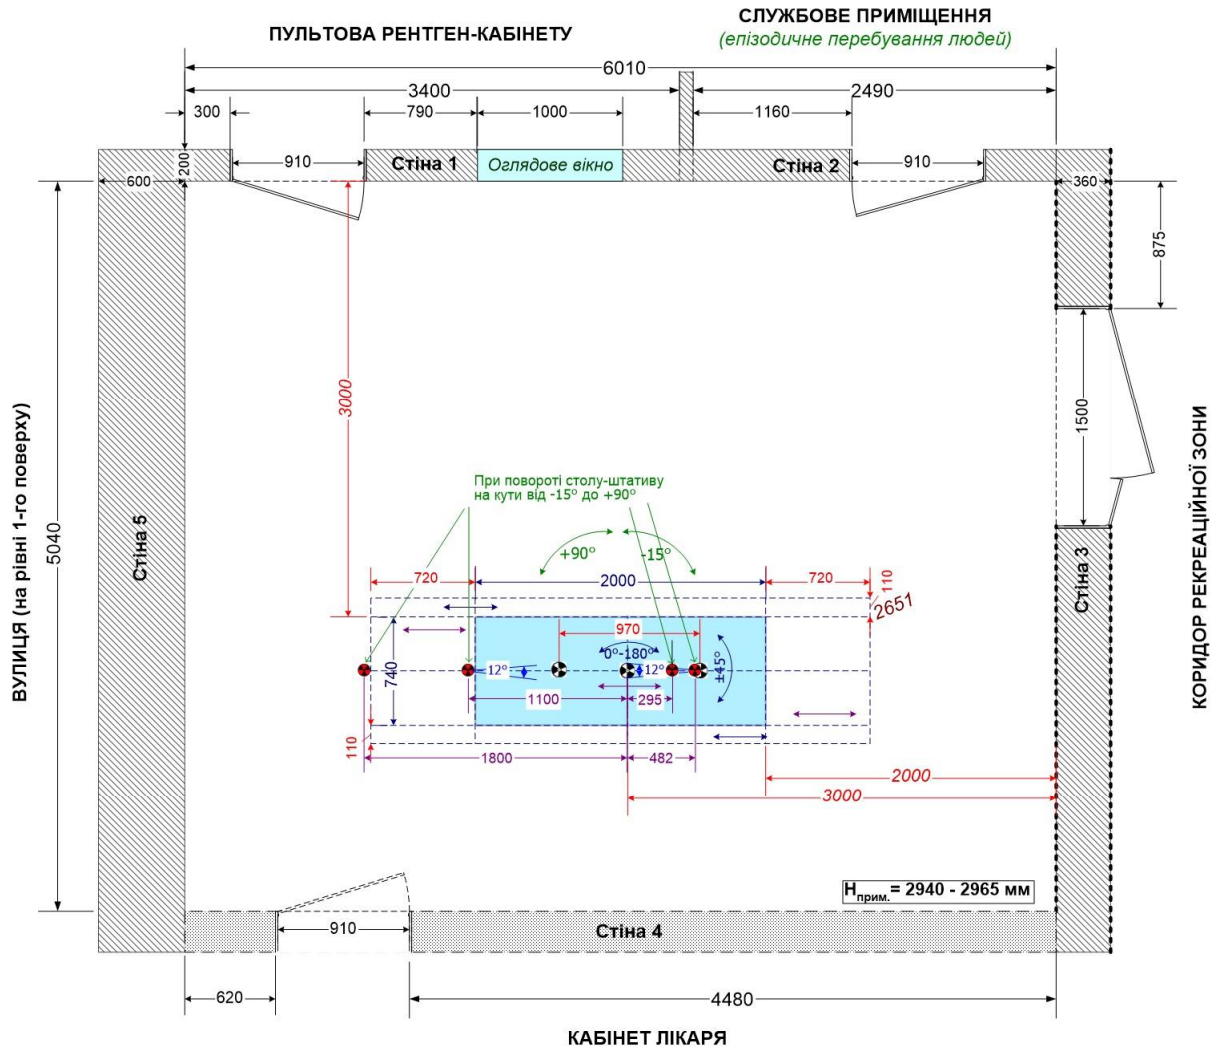 СЛУЖБОВЕ ПРИМІЩЕННЯ
ПУЛЬТОВА РЕНТГЕН-КАБІНЕТУ
(епізодичне перебування людей)
6010
3400
2490
300
790
1000
1160
200
910
Стіна 1
Оглядове вікно
Стіна 2
910
600
360
875
3000
1500
ВУЛИЦЯ (на рівні 1-го поверху)
5040
Стіна 5
При повороті столу-штативу
на кути від -15° до +90°
+90°
-15°
720
2000
720
110
2651
Стіна 3
КОРИДОР РЕКРЕАЦІЙНОЇ ЗОНИ
970
0°-180°
740
12°
12°
±45°
1100
295
110
1800
482
2000
3000
Hприм.= 2940 - 2965 мм
910
Стіна 4
620
4480
КАБІНЕТ ЛІКАРЯ